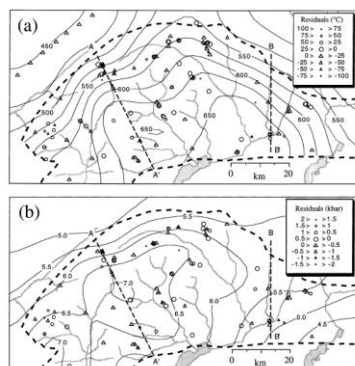 (a)
Residuals (°C)
100 > • > 75
75 > • > 50
50 > ◦ > 25
25 > ○ > 0
0 > △ > -25
-25 > ▵ > -50
-50 > ▴ > -75
-75 > • > -100
460
550
A
B
550
600
500
600
650
650
550
A'
B'
0
20
km
(b)
Residuals (kbar)
2 > • > 1.5
1.5 > • > 1
1 > ◦ > 0.5
0.5 > ○ > 0
0 > △ > -0.5
-0.5 > ▵ > -1
-1 > ▴ > -1.5
-1.5 > • > -2
5.5
A
B
5.5
6.0
7.0
6.5
6.5
7.0
5.5
5.0
4.5
A'
B'
0
20
km